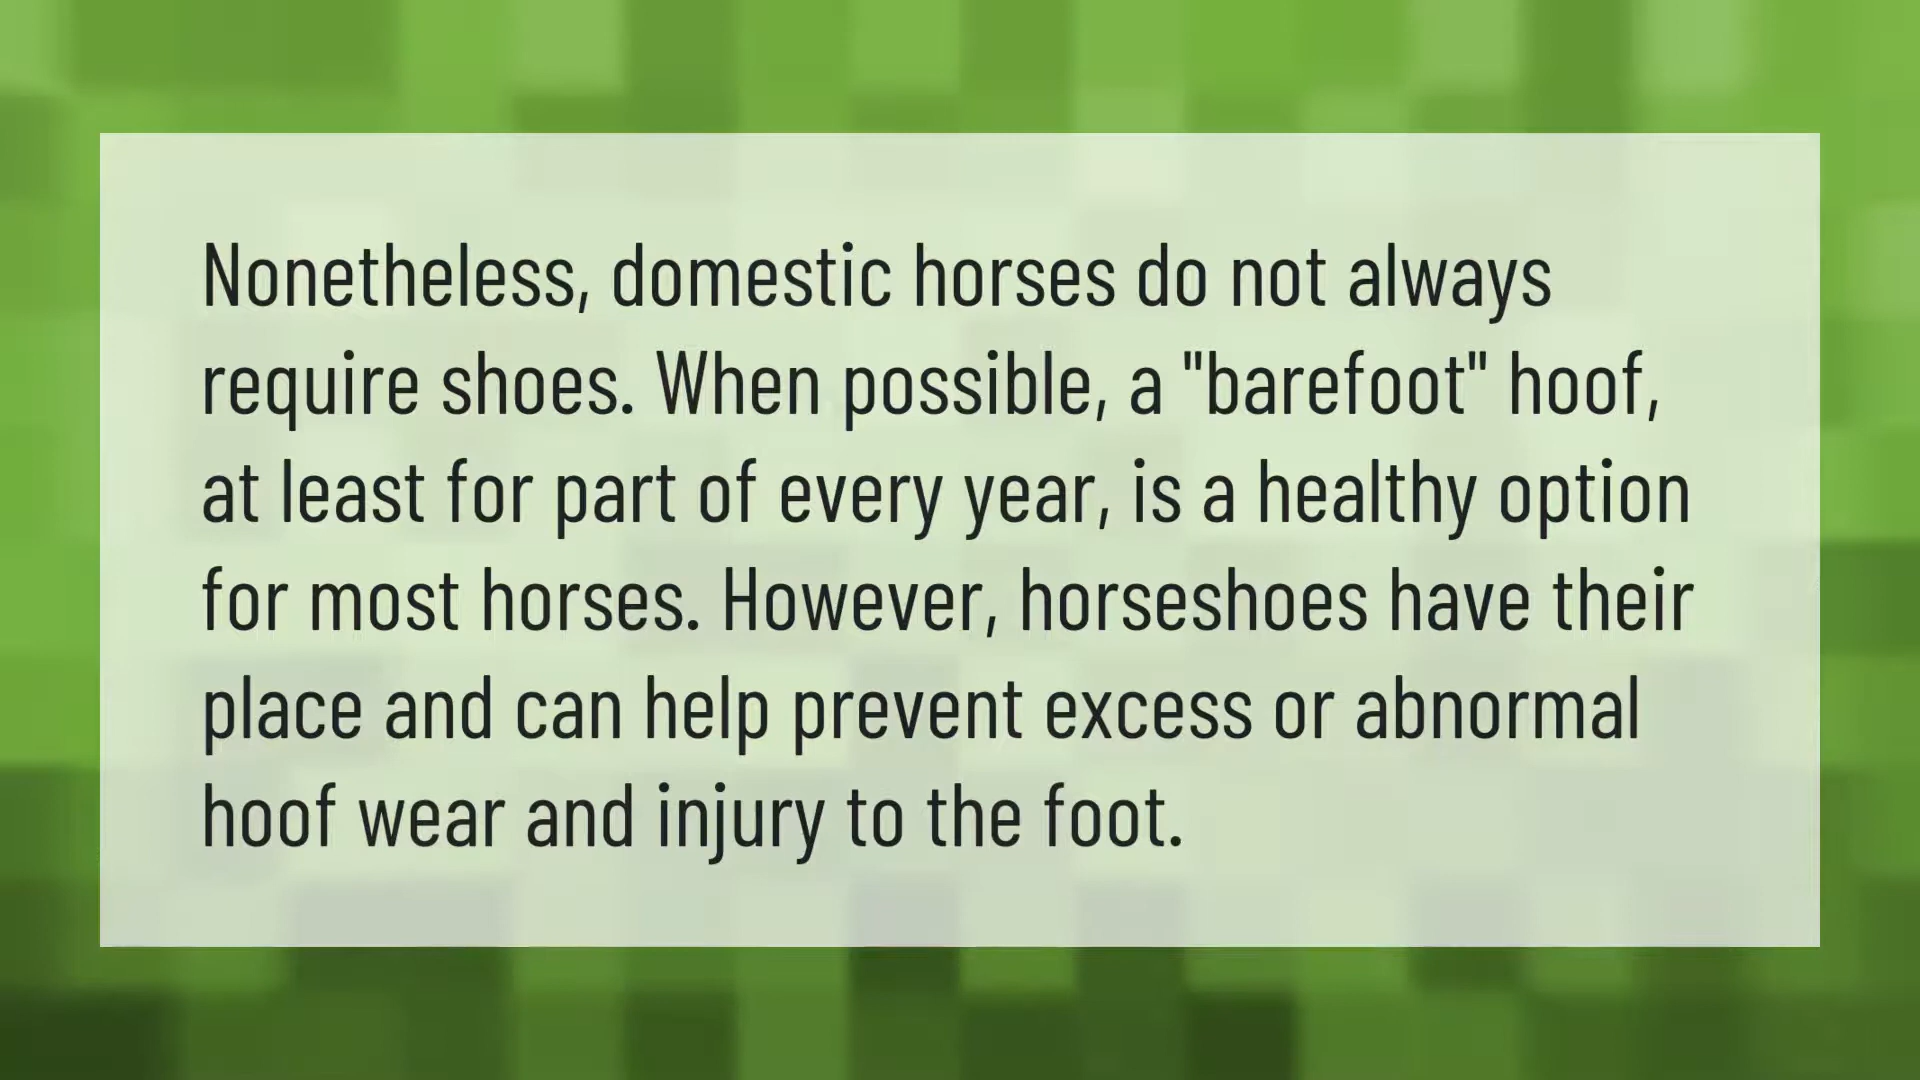 Nonetheless, domestic horses do not always
require shoes. When possible, a "barefoot" hoof,
at least for part of every year, is a healthy option
for most horses. However, horseshoes have their
place and can help prevent excess or abnormal
hoof wear and injury to the foot.